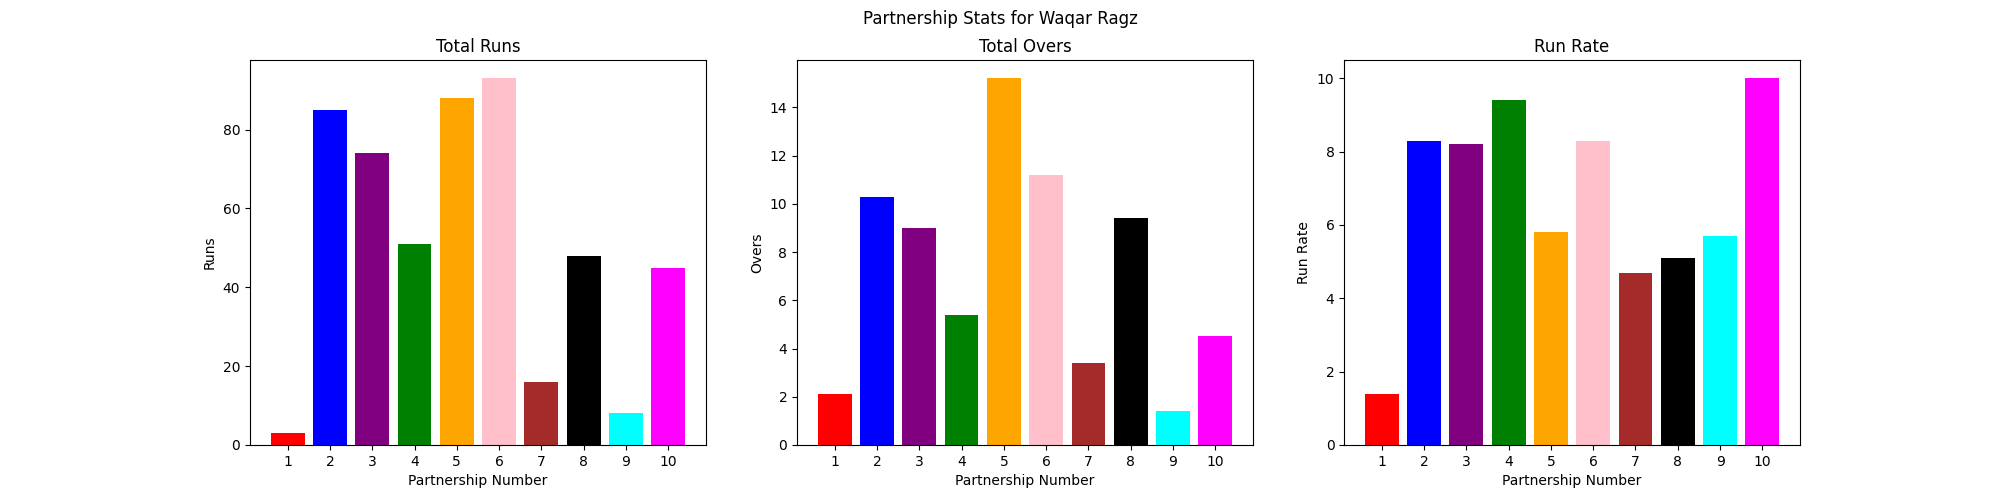 Partnership Stats for Waqar Ragz
Total Runs
Runs
80
60
40
20
0
1 2 3 4 5 6 7 8 9 10
Partnership Number
Total Overs
Overs
14
12
10
8
6
4
2
0
1 2 3 4 5 6 7 8 9 10
Partnership Number
Run Rate
Run Rate
10
8
6
4
2
0
1 2 3 4 5 6 7 8 9 10
Partnership Number